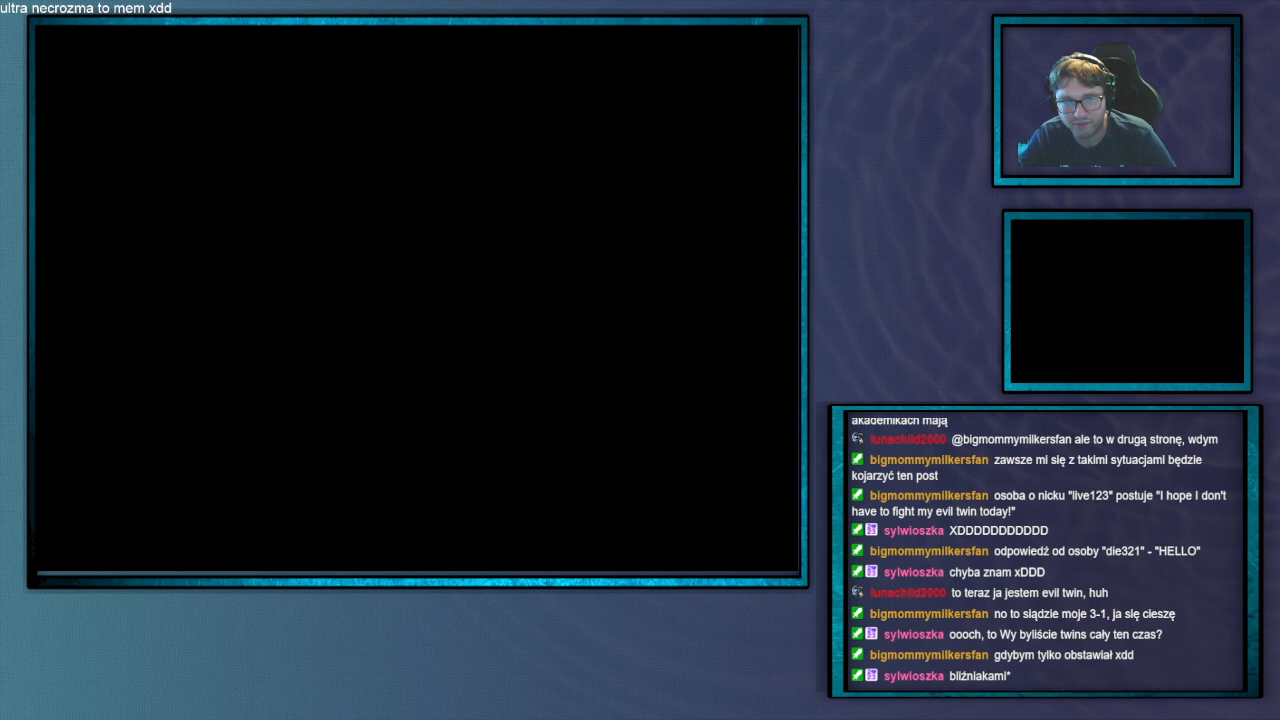 ultra necrozma to mem xdd
akademikach mają
lunachild2000 @bigmommymilkersfan ale to w drugą stronę, wdym
bigmommymilkersfan zawsze mi się z takimi sytuacjami będzie
kojarzyć ten post
bigmommymilkersfan osoba o nicku "live123" postuje "I hope I don't
have to fight my evil twin today!"
sylwioszka XDDDDDDDDDDD
bigmommymilkersfan odpowiedź od osoby "die321" - "HELLO"
sylwioszka chyba znam xDDD
lunachild2000 to teraz ja jestem evil twin, huh
bigmommymilkersfan no to siądzie moje 3-1, ja się cieszę
sylwioszka oooch, to Wy byliście twins cały ten czas?
bigmommymilkersfan gdybym tylko obstawiał xdd
sylwioszka bliźniakami*